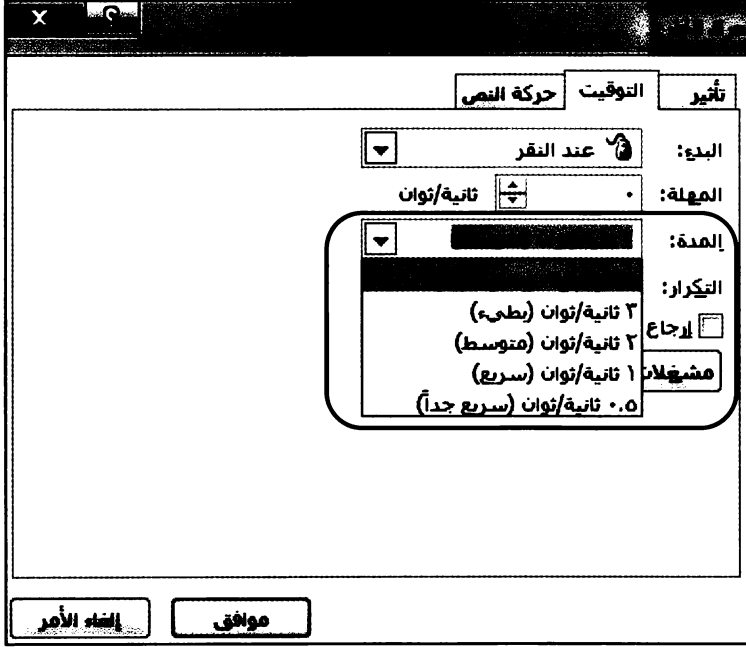 تأثير
التوقيت
حركة النص
البدء:
عند النقر
المهلة:
٠
ثانية/ثوان
المدة:
التكرار:
٣ ثانية/ثوان (بطيء)
إرجاع
٢ ثانية/ثوان (متوسط)
مشغلات
١ ثانية/ثوان (سريع)
٠.٥ ثانية/ثوان (سريع جداً)
موافق
إلغاء الأمر